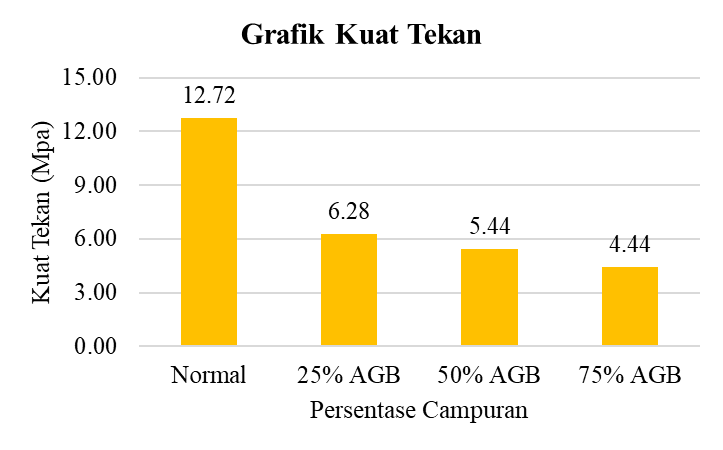 Grafik Kuat Tekan
Kuat Tekan (Mpa)
15.00
12.00
9.00
6.00
3.00
0.00
12.72
6.28
5.44
4.44
Normal
25% AGB
50% AGB
75% AGB
Persentase Campuran